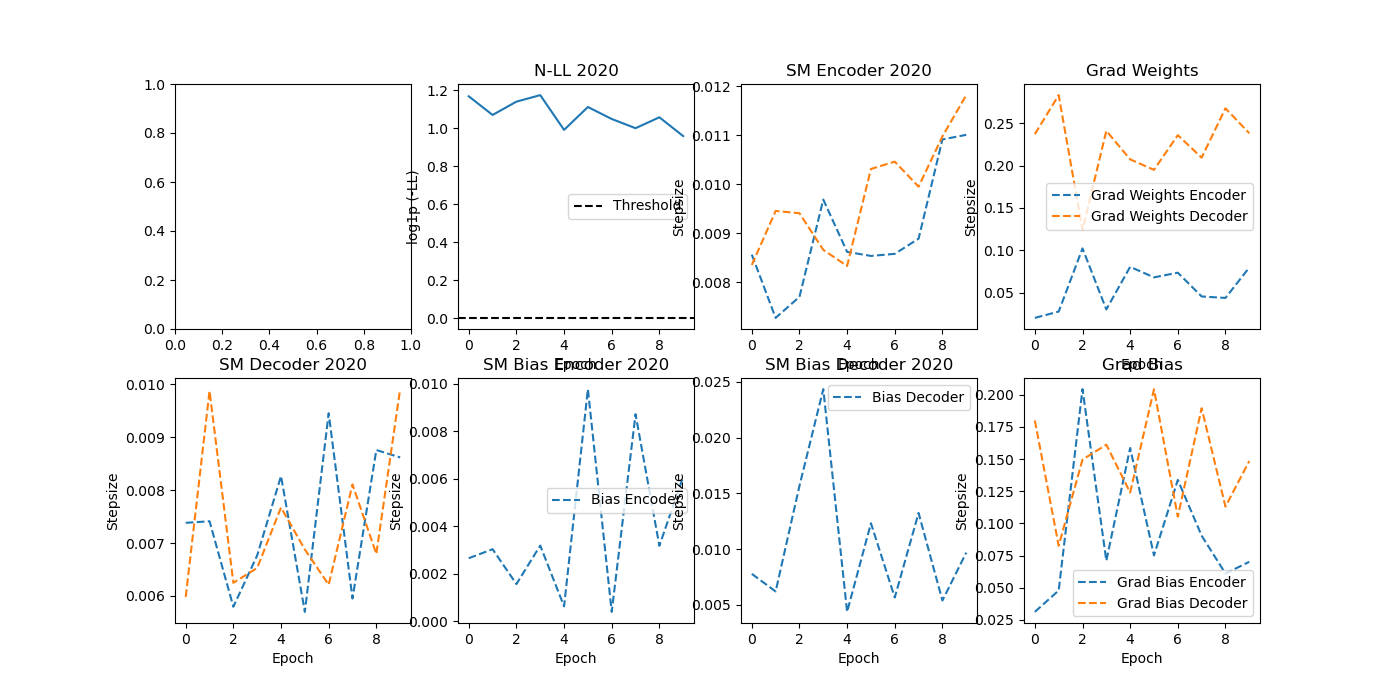 1.0
0.8
0.6
0.4
0.2
0.0
0.0 0.2 0.4 0.6 0.8 1.0
N-LL 2020
log1p (-LL)
1.2
1.0
0.8
0.6
0.4
0.2
0.0
Threshold
0 2 4 6 8
Epoch
SM Encoder 2020
Stepsize
0.012
0.011
0.010
0.009
0.008
0 2 4 6 8
Epoch
Grad Weights
Stepsize
0.25
0.20
0.15
0.10
0.05
Grad Weights Encoder
Grad Weights Decoder
0 2 4 6 8
Epoch
SM Decoder 2020
Stepsize
0.010
0.009
0.008
0.007
0.006
0 2 4 6 8
Epoch
SM Bias Encoder 2020
Stepsize
0.010
0.008
0.006
0.004
0.002
0.000
Bias Encoder
0 2 4 6 8
Epoch
SM Bias Decoder 2020
Stepsize
0.025
0.020
0.015
0.010
0.005
Bias Decoder
0 2 4 6 8
Epoch
Grad Bias
Stepsize
0.200
0.175
0.150
0.125
0.100
0.075
0.050
0.025
Grad Bias Encoder
Grad Bias Decoder
0 2 4 6 8
Epoch